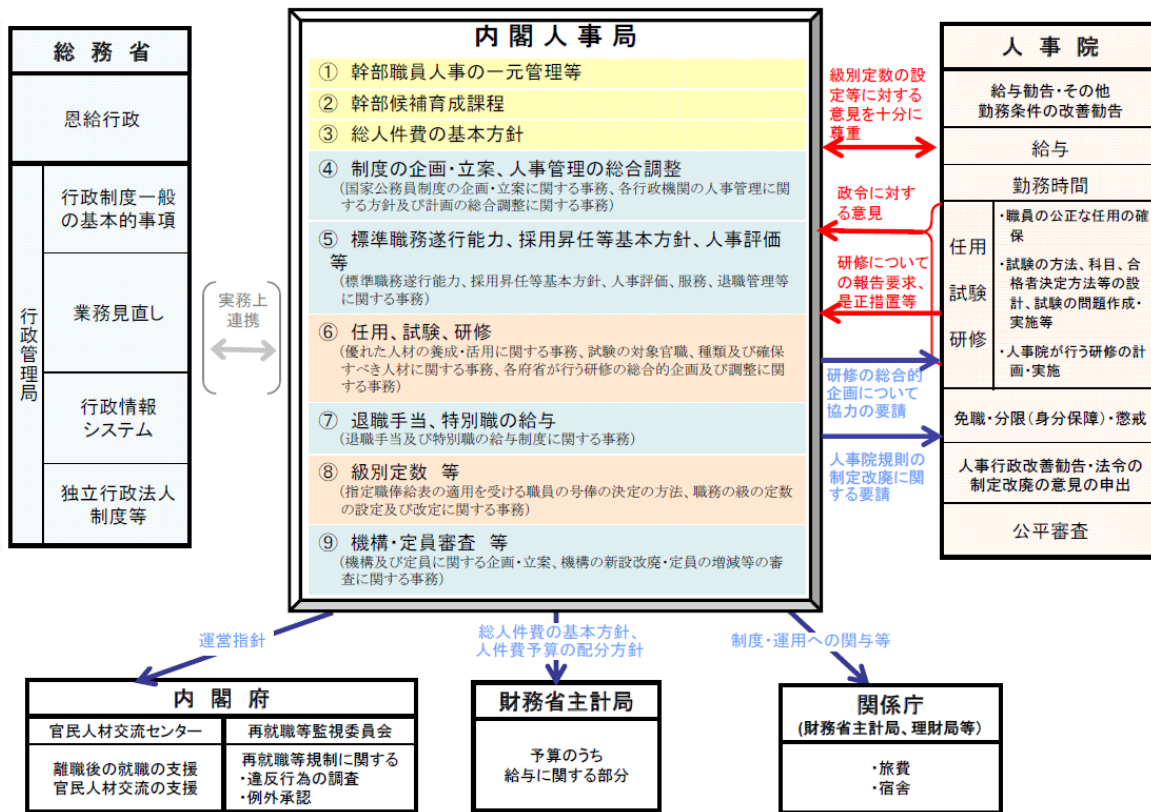 総務省
恩給行政
行政管理局
行政制度一般
の基本的事項
業務見直し
行政情報
システム
独立行政法人
制度等
実務上
連携
内閣人事局
① 幹部職員人事の一元管理等
② 幹部候補育成課程
③ 総人件費の基本方針
④ 制度の企画・立案、人事管理の総合調整
(国家公務員制度の企画・立案に関する事務、各行政機関の人事管理に関
する方針及び計画の総合調整に関する事務)
⑤ 標準職務遂行能力、採用昇任等基本方針、人事評価
等
(標準職務遂行能力、採用昇任等基本方針、人事評価、服務、退職管理等
に関する事務)
⑥ 任用、試験、研修
(優れた人材の養成・活用に関する事務、試験の対象官職、種類及び確保
すべき人材に関する事務、各府省が行う研修の総合的企画及び調整に関
する事務)
⑦ 退職手当、特別職の給与
(退職手当及び特別職の給与制度に関する事務)
⑧ 級別定数 等
(指定職俸給表の適用を受ける職員の号俸の決定の方法、職務の級の定数
の設定及び改定に関する事務)
⑨ 機構・定員審査 等
(機構及び定員に関する企画・立案、機構の新設改廃・定員の増減等の審
査に関する事務)
級別定数の設
定等に対する
意見を十分に
尊重
政令に対す
る意見
研修について
の報告要求、
是正措置等
研修の総合的
企画について
協力の要請
人事院規則の
制定改廃に関
する要請
人事院
給与勧告・その他
勤務条件の改善勧告
給与
勤務時間
任用
試験
研修
・職員の公正な任用の確
保
・試験の方法、科目、合
格者決定方法等の設
計、試験の問題作成・
実施等
・人事院が行う研修の計
画・実施
免職・分限(身分保障)・懲戒
人事行政改善勧告・法令の
制定改廃の意見の申出
公平審査
運営指針
総人件費の基本方針、
人件費予算の配分方針
制度・運用への関与等
内閣府
官民人材交流センター
離職後の就職の支援
官民人材交流の支援
再就職等監視委員会
再就職等規制に関する
・違反行為の調査
・例外承認
財務省主計局
予算のうち
給与に関する部分
関係庁
(財務省主計局、理財局等)
・旅費
・宿舎